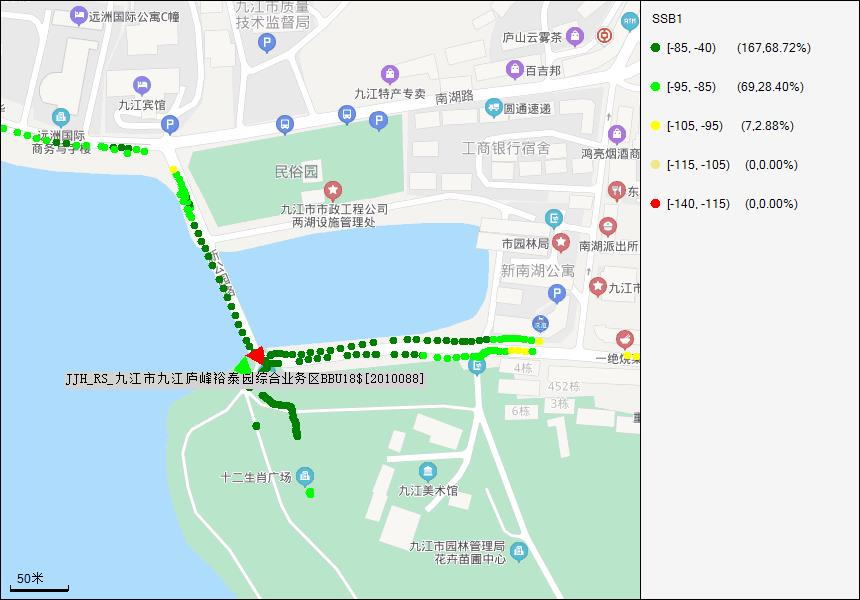 九江市质量
技术监督局
远洲国际公寓C幢
庐山云雾茶
ATM
SSB1
[-85, -40) (167,68.72%)
百吉邦
九江特产专卖
[-95, -85) (69,28.40%)
九江宾馆
南湖路
圆通速递
P
远洲国际
商务写字楼
[-105, -95) (7,2.88%)
工商银行宿舍
鸿亮烟酒商
民俗园
[-115, -105) (0,0.00%)
东
九江市市政工程公司
两湖设施管理处
[-140, -115) (0,0.00%)
市园林局
南湖派出所
新南湖公寓
九江市
一绝烧菜
4栋
JJH_RS_九江市九江庐峰裕泰园综合业务区BBU18$[2010088]
452栋
3栋
6栋
十二生肖广场
九江美术馆
九江市园林管理局
花卉苗圃中心
50米